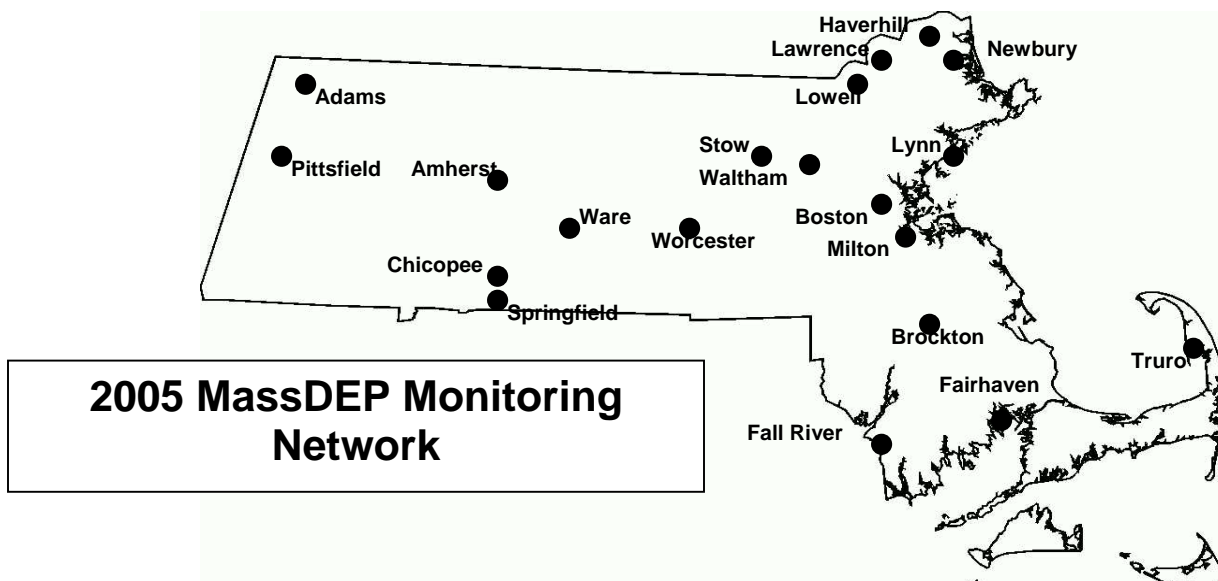 Haverhill
Lawrence
Newbury
Adams
Lowell
Stow
Lynn
Pittsfield
Amherst
Waltham
Ware
Boston
Worcester
Milton
Chicopee
Springfield
Brockton
Truro
2005 MassDEP Monitoring
Network
Fairhaven
Fall River